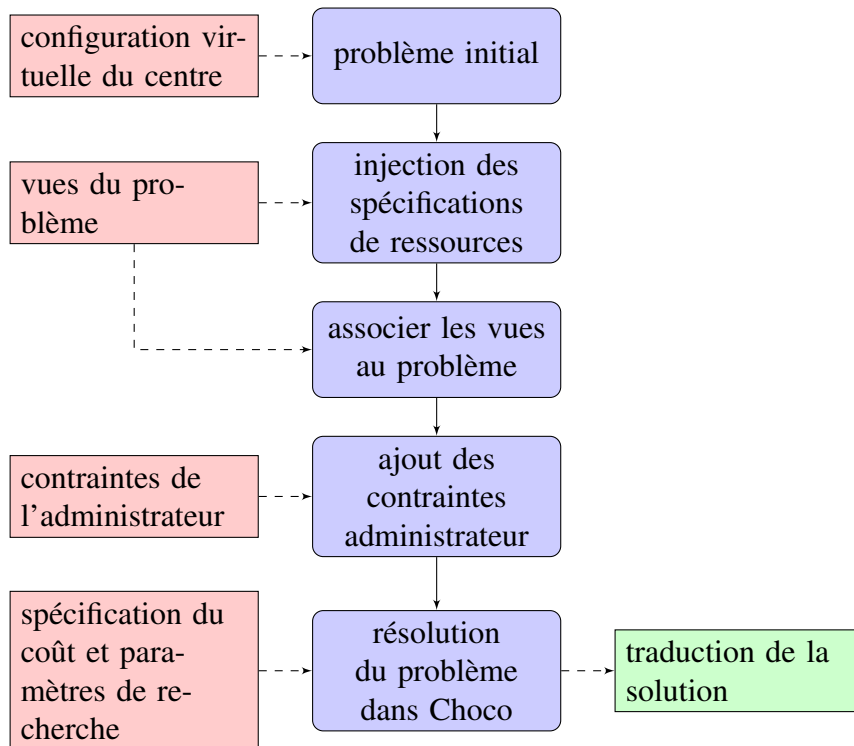 configuration vir-
tuelle du centre
problème initial
vues du pro-
blème
injection des
spécifications
de ressources
associer les vues
au problème
contraintes de
l'administrateur
ajout des
contraintes
administrateur
spécification du
coût et para-
mètres de re-
cherche
résolution
du problème
dans Choco
traduction de la
solution